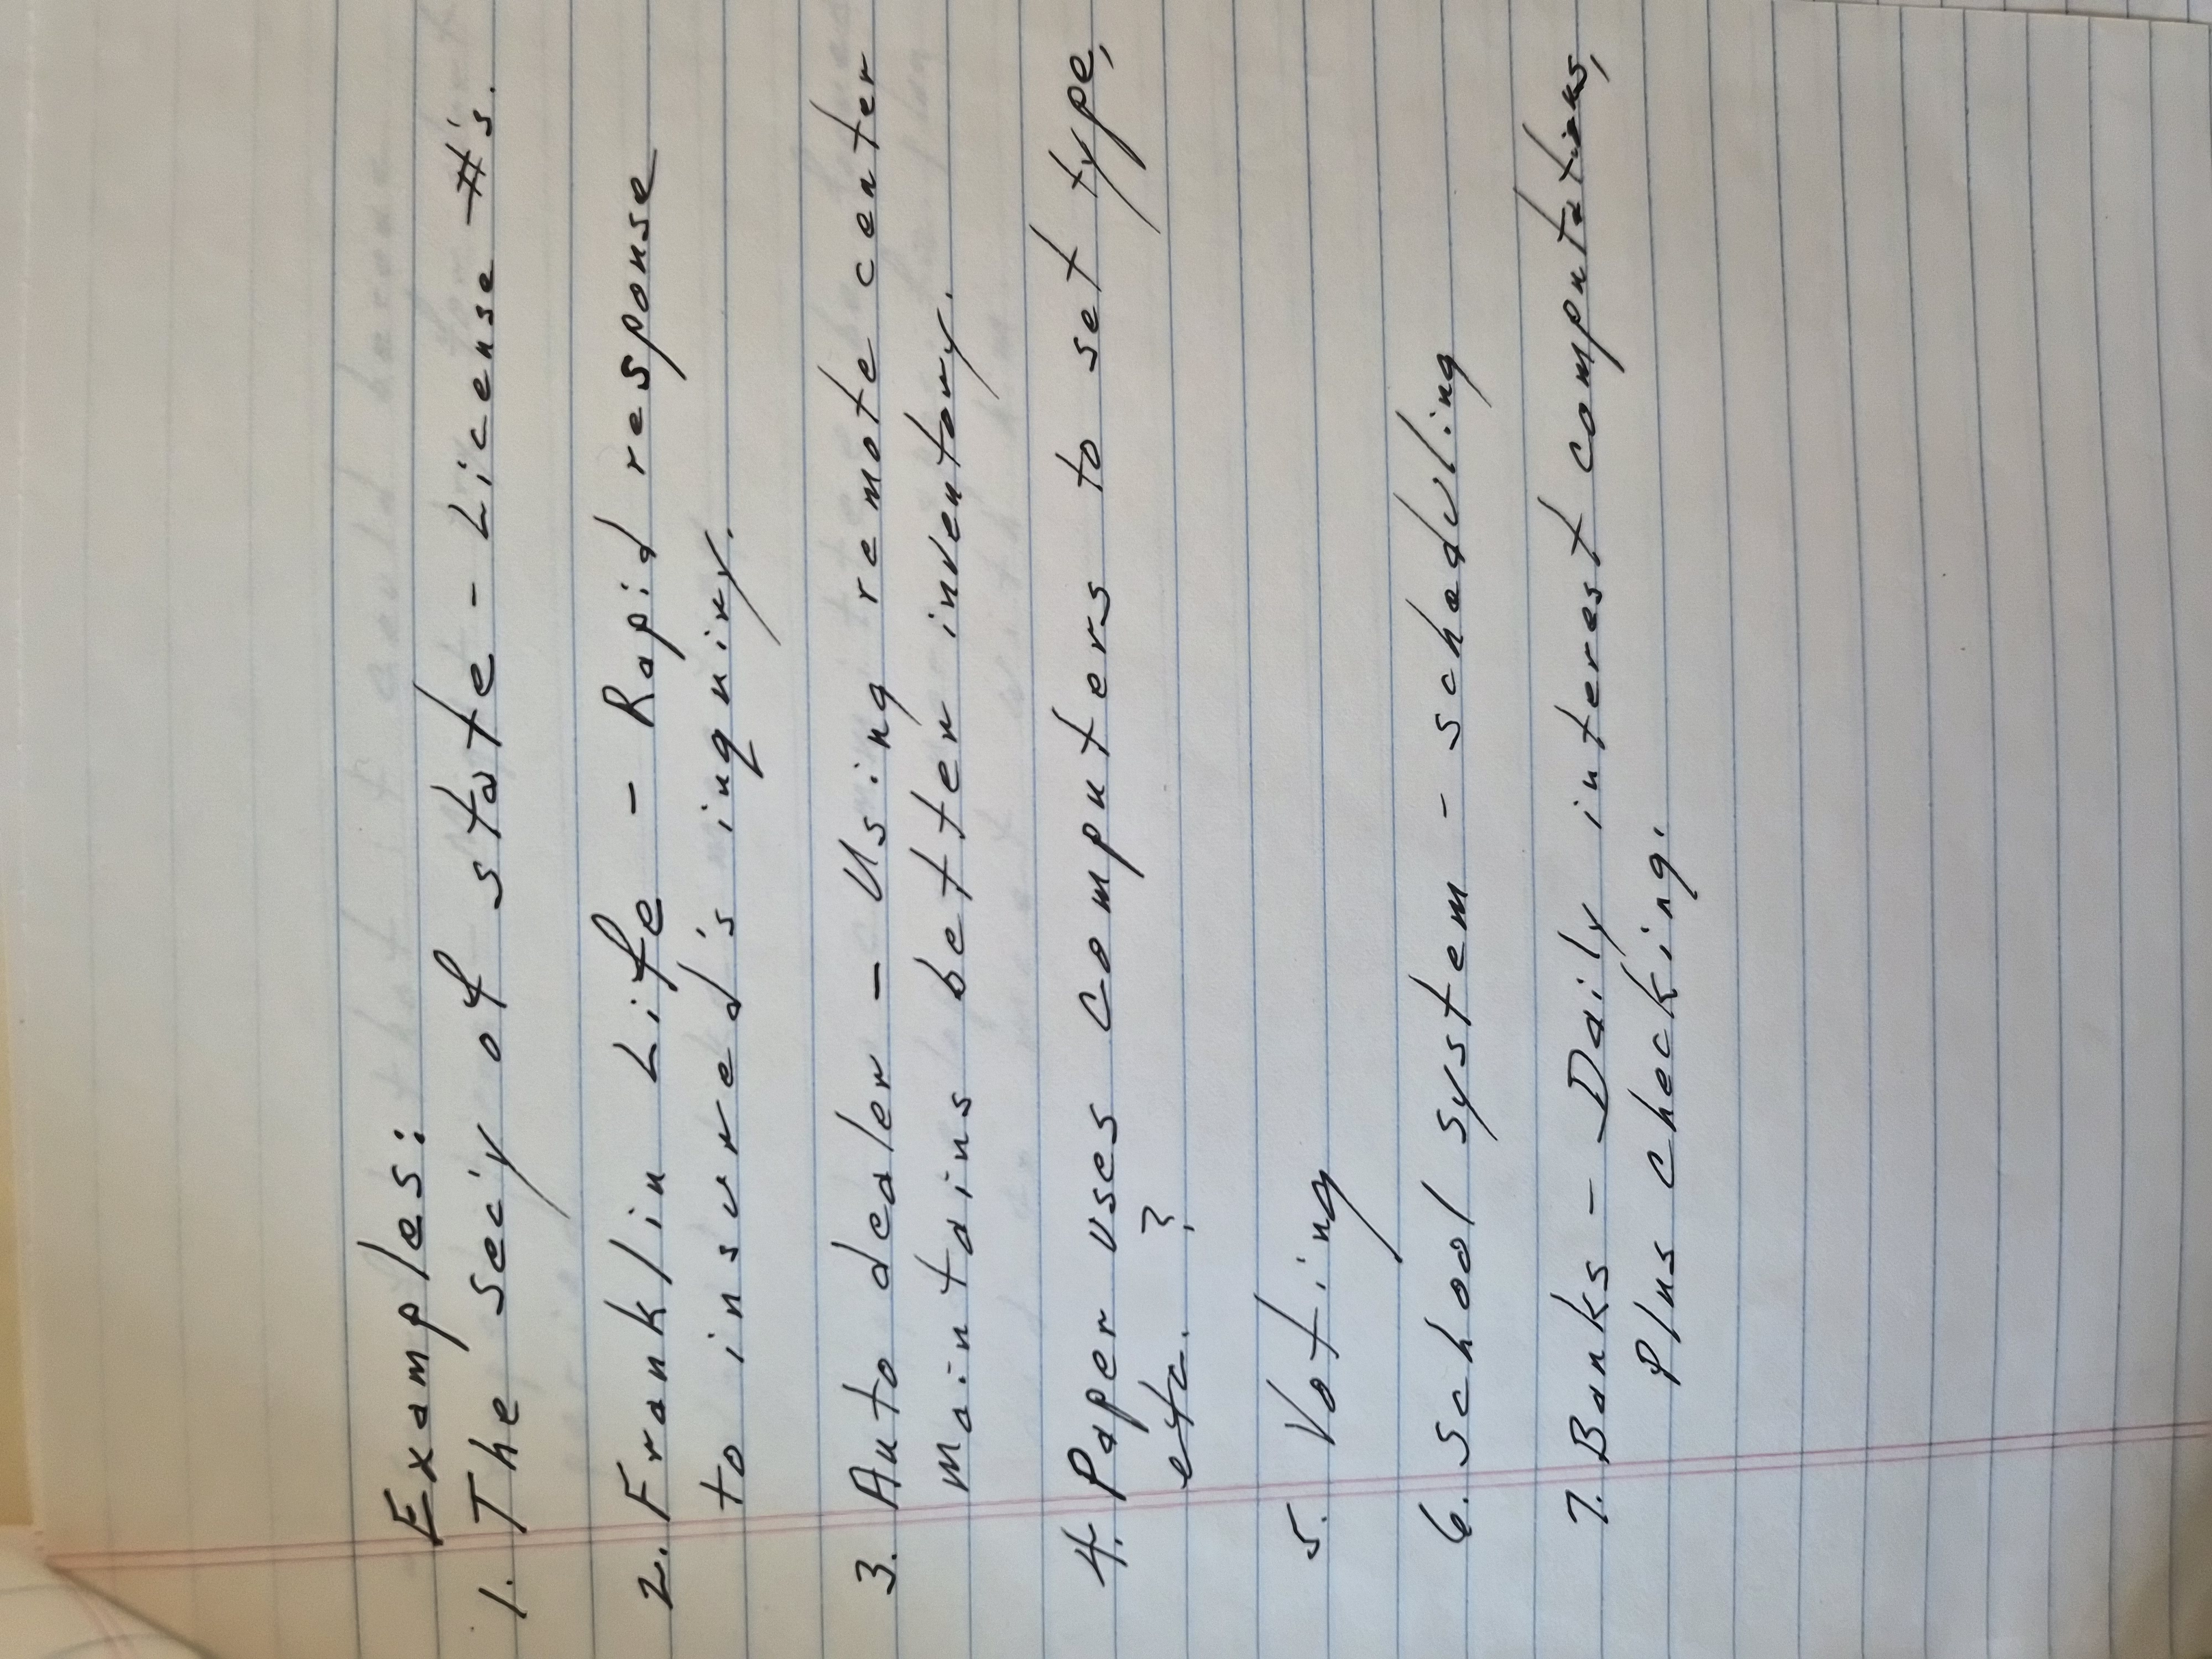 Examples:
1. The sec'y of state - License #'s.
2. Franklin Life - Rapid response
to insured's inquiry.
3. Auto dealer - Using remote center
maintains better inventory.
4. Paper uses computers to set type,
etc. ?
5. Voting
6. School system - scheduling
7. Banks - Daily interest computations,
Plus checking.